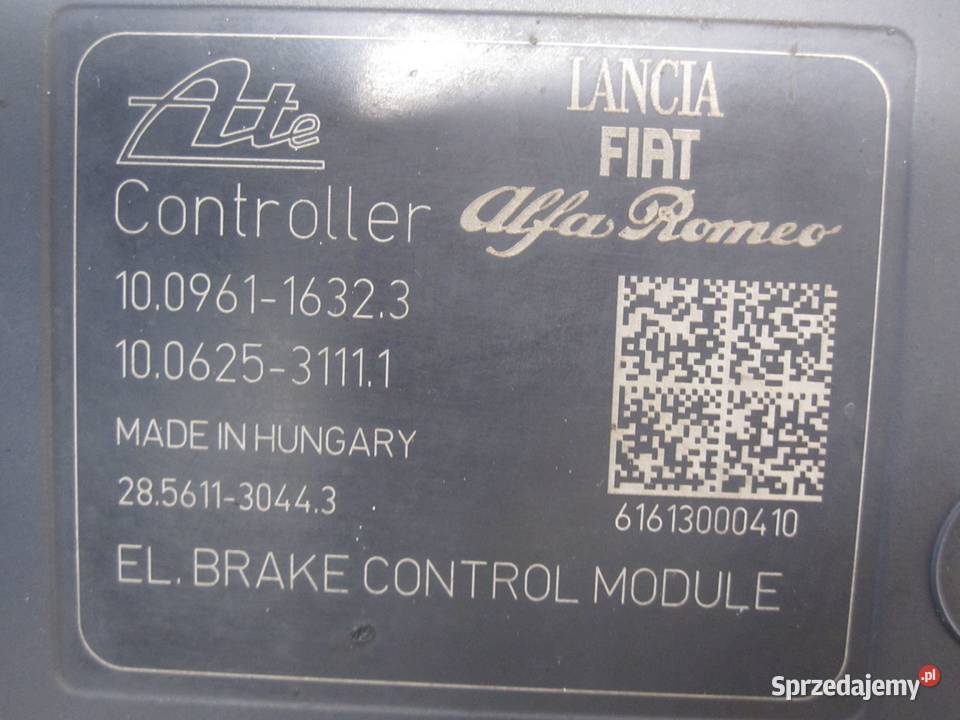 Ate
LANCIA
FIAT
Alfa Romeo
Controller
10.0961-1632.3
10.0625-3111.1
MADE IN HUNGARY
28.5611-3044.3
61613000410
EL. BRAKE CONTROL MODULE
Sprzedajemy.pl